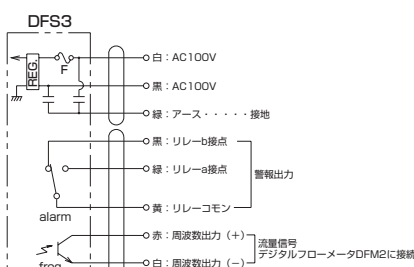 DFS3
REG.
F
白：AC100V
黒：AC100V
緑：アース・・・・・接地
黒：リレーb接点
緑：リレーa接点
警報出力
黄：リレーコモン
alarm
赤：周波数出力（+）
流量信号
デジタルフローメータDFM2に接続
白：周波数出力（−）
freq